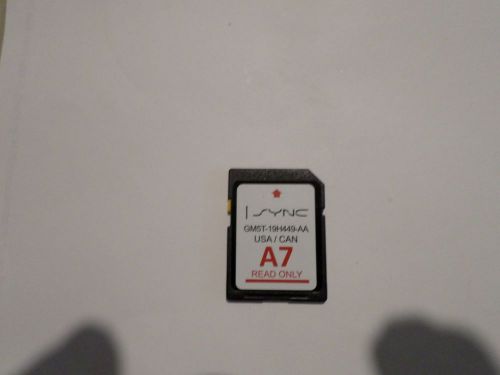 SYNC
GM5T-19H449-AA
USA / CAN
A7
READ ONLY